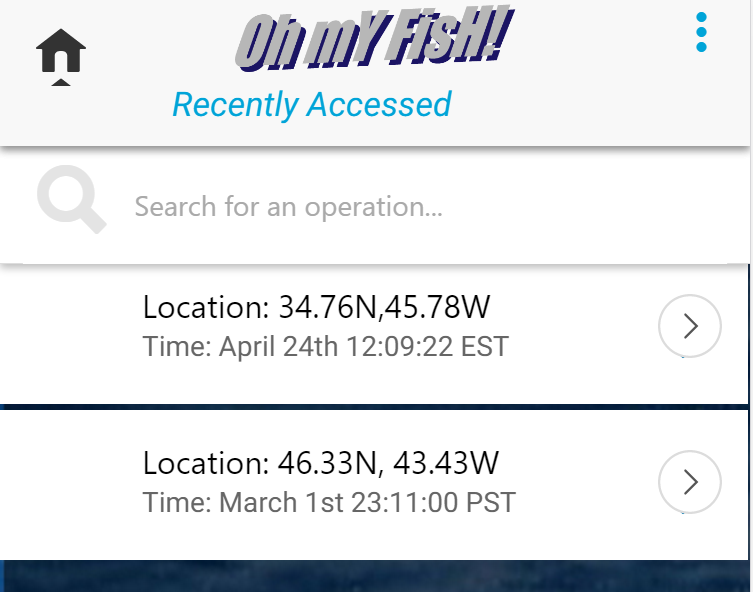 Oh mY FisH!
Recently Accessed
Search for an operation...
Location: 34.76N,45.78W
Time: April 24th 12:09:22 EST
Location: 46.33N, 43.43W
Time: March 1st 23:11:00 PST